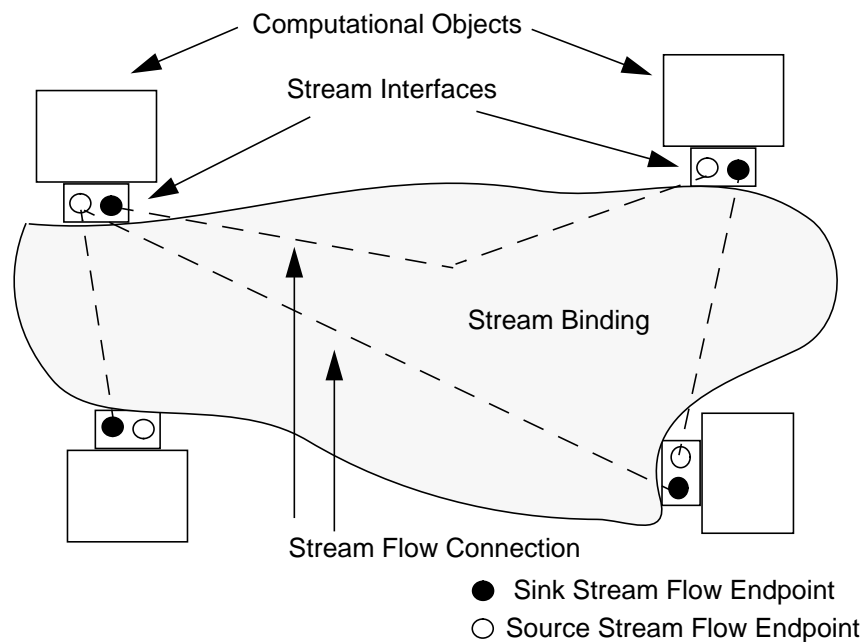 Computational Objects
Stream Interfaces
Stream Binding
Stream Flow Connection
Sink Stream Flow Endpoint
Source Stream Flow Endpoint